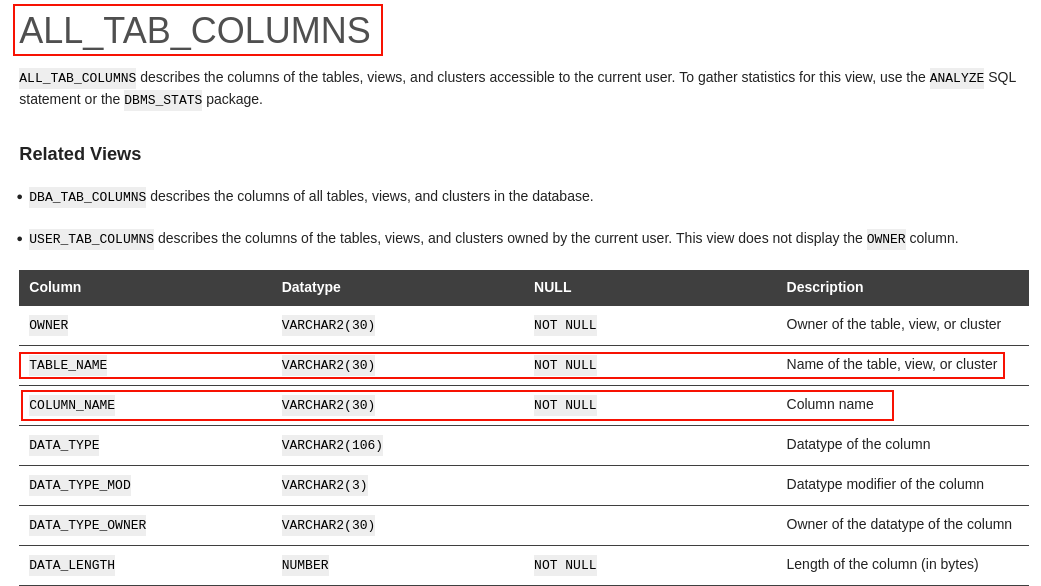 ALL_TAB_COLUMNS
ALL_TAB_COLUMNS describes the columns of the tables, views, and clusters accessible to the current user. To gather statistics for this view, use the ANALYZE SQL
statement or the DBMS_STATS package.
Related Views
• DBA_TAB_COLUMNS describes the columns of all tables, views, and clusters in the database.
• USER_TAB_COLUMNS describes the columns of the tables, views, and clusters owned by the current user. This view does not display the OWNER column.
Column Datatype NULL Description
OWNER VARCHAR2(30) NOT NULL Owner of the table, view, or cluster
TABLE_NAME VARCHAR2(30) NOT NULL Name of the table, view, or cluster
COLUMN_NAME VARCHAR2(30) NOT NULL Column name
DATA_TYPE VARCHAR2(106) Datatype of the column
DATA_TYPE_MOD VARCHAR2(3) Datatype modifier of the column
DATA_TYPE_OWNER VARCHAR2(30) Owner of the datatype of the column
DATA_LENGTH NUMBER NOT NULL Length of the column (in bytes)